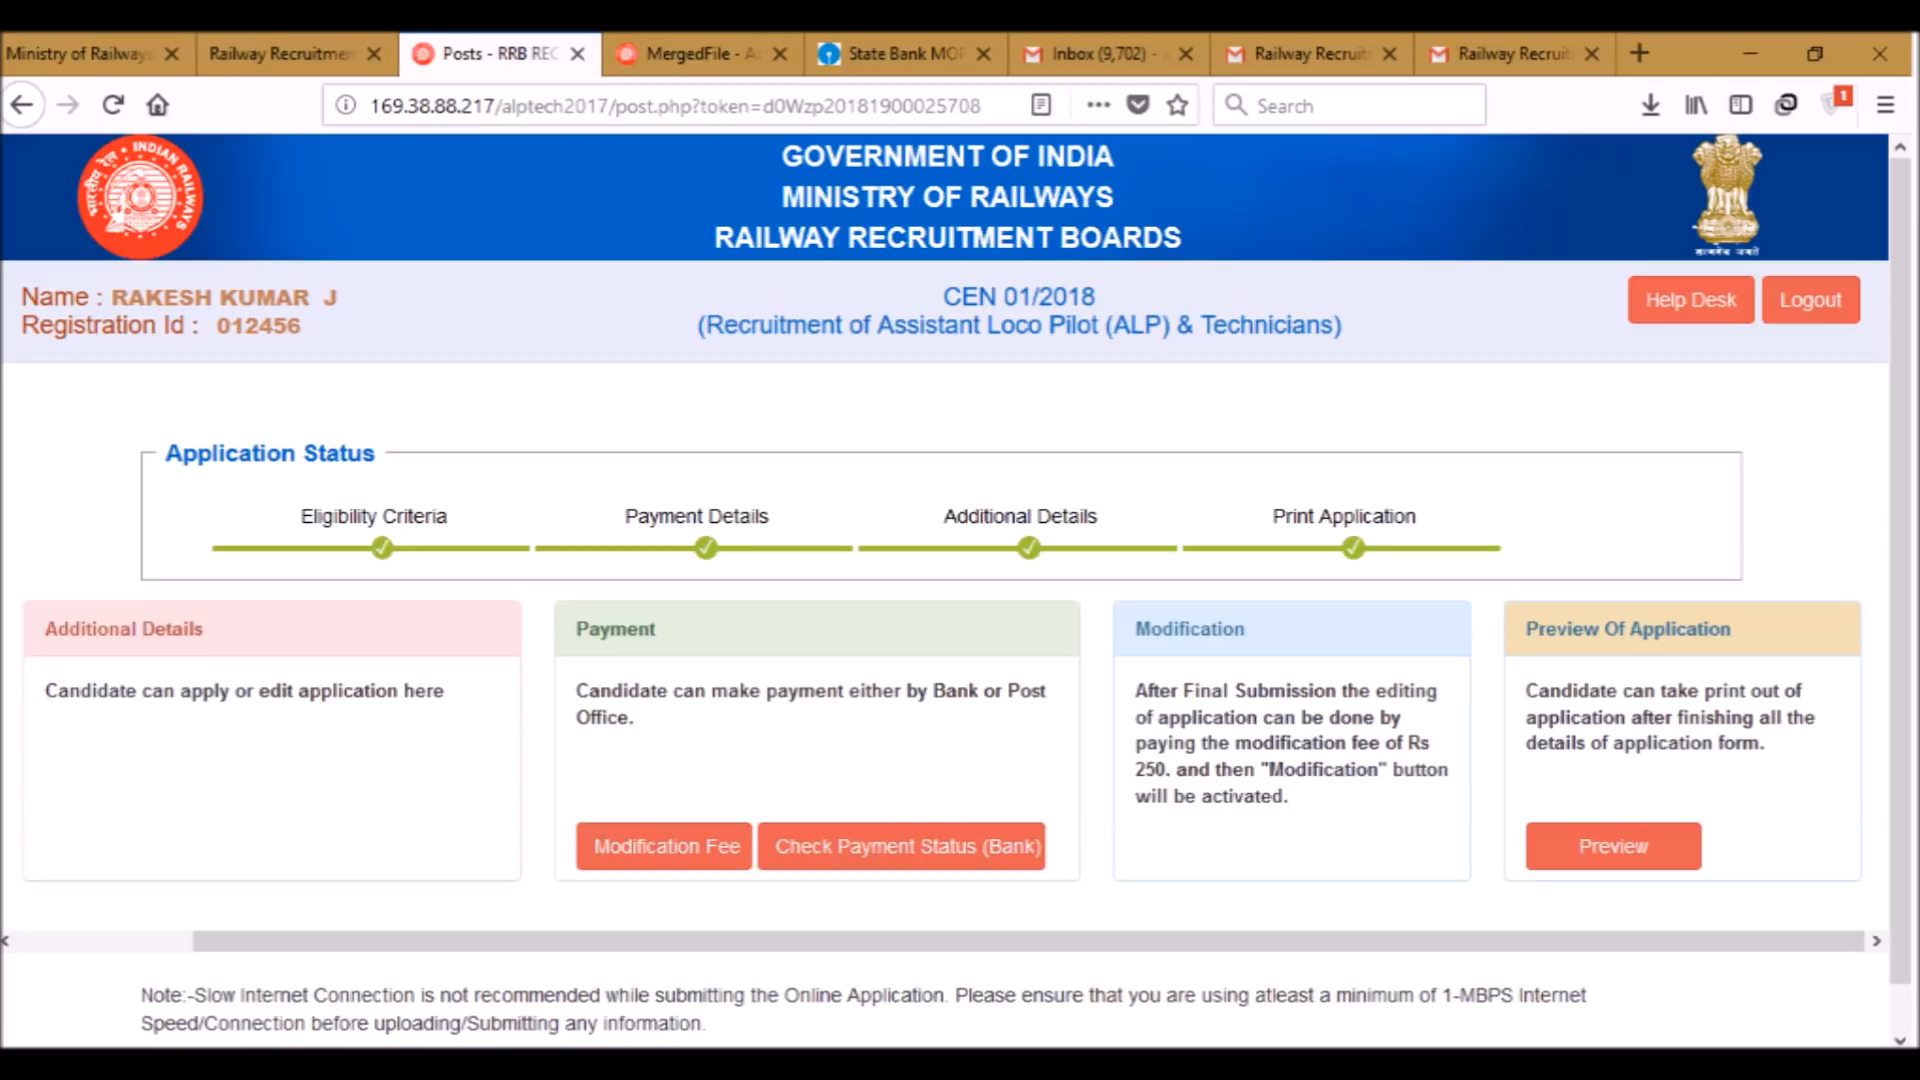 Ministry of Railways
Railway Recruitmen
Posts - RRB REC
MergedFile - A
State Bank MOP
Inbox (9,702) -
Railway Recruit
Railway Recruit
169.38.88.217/alptech2017/post.php?token=d0Wzp20181900025708
Search
1
INDIAN RAILWAYS
भारतीय रेल
GOVERNMENT OF INDIA
MINISTRY OF RAILWAYS
RAILWAY RECRUITMENT BOARDS
सत्यमेव जयते
Name : RAKESH KUMAR J
Registration Id : 012456
CEN 01/2018
(Recruitment of Assistant Loco Pilot (ALP) & Technicians)
Help Desk
Logout
Application Status
Eligibility Criteria
Payment Details
Additional Details
Print Application
Additional Details
Candidate can apply or edit application here
Payment
Candidate can make payment either by Bank or Post
Office.
Modification Fee
Check Payment Status (Bank)
Modification
After Final Submission the editing
of application can be done by
paying the modification fee of Rs
250. and then "Modification" button
will be activated.
Preview Of Application
Candidate can take print out of
application after finishing all the
details of application form.
Preview
Note:-Slow Internet Connection is not recommended while submitting the Online Application. Please ensure that you are using atleast a minimum of 1-MBPS Internet
Speed/Connection before uploading/Submitting any information.